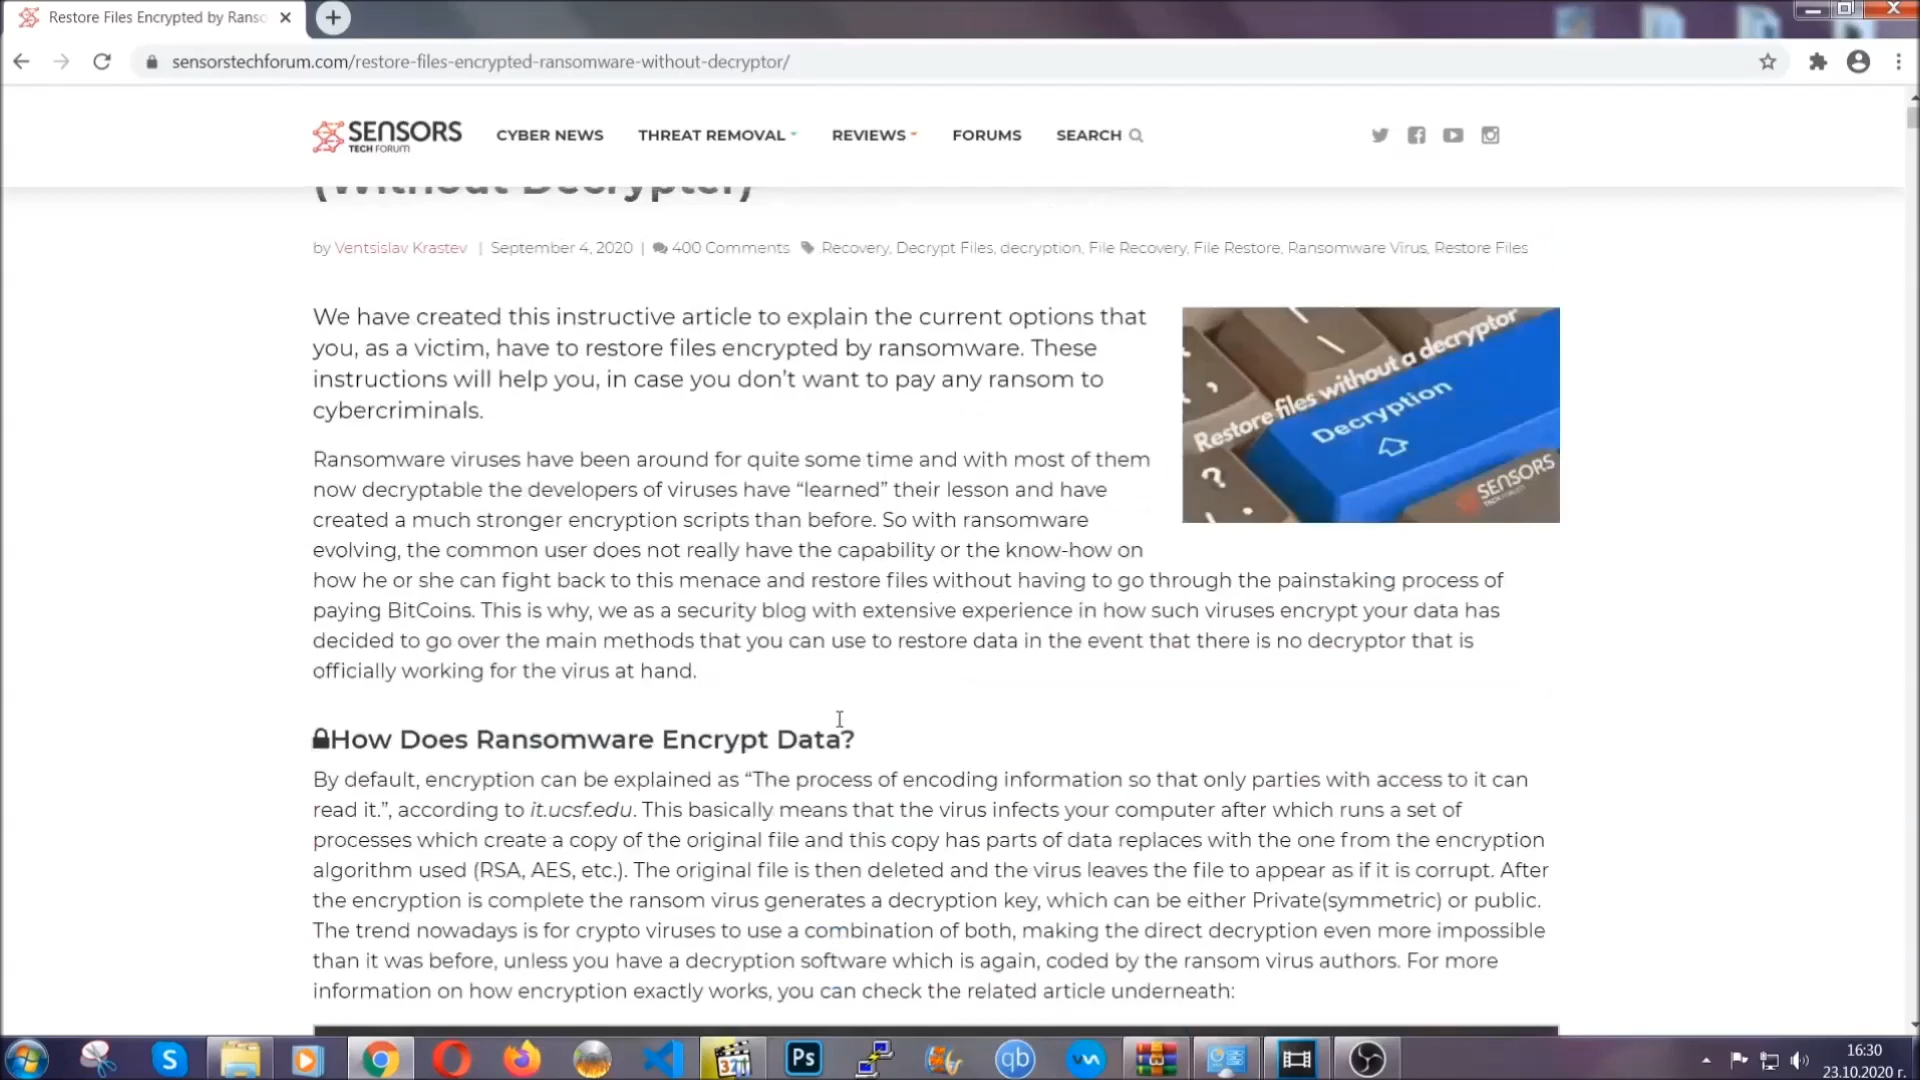 Restore Files Encrypted by Ranso
sensorstechforum.com/restore-files-encrypted-ransomware-without-decryptor/
SENSORS
TECH FORUM
CYBER NEWS
THREAT REMOVAL
REVIEWS
FORUMS
SEARCH
(Without Decrypter)
by Ventsislav Krastev | September 4, 2020 | 400 Comments Recovery, Decrypt Files, decryption, File Recovery, File Restore, Ransomware Virus, Restore Files
We have created this instructive article to explain the current options that
you, as a victim, have to restore files encrypted by ransomware. These
instructions will help you, in case you don't want to pay any ransom to
cybercriminals.
Restore files without a decryptor
Decryption
SENSORS
Ransomware viruses have been around for quite some time and with most of them
now decryptable the developers of viruses have “learned” their lesson and have
created a much stronger encryption scripts than before. So with ransomware
evolving, the common user does not really have the capability or the know-how on
how he or she can fight back to this menace and restore files without having to go through the painstaking process of
paying BitCoins. This is why, we as a security blog with extensive experience in how such viruses encrypt your data has
decided to go over the main methods that you can use to restore data in the event that there is no decryptor that is
officially working for the virus at hand.
How Does Ransomware Encrypt Data?
By default, encryption can be explained as “The process of encoding information so that only parties with access to it can
read it.”, according to it.ucsf.edu. This basically means that the virus infects your computer after which runs a set of
processes which create a copy of the original file and this copy has parts of data replaces with the one from the encryption
algorithm used (RSA, AES, etc.). The original file is then deleted and the virus leaves the file to appear as if it is corrupt. After
the encryption is complete the ransom virus generates a decryption key, which can be either Private(symmetric) or public.
The trend nowadays is for crypto viruses to use a combination of both, making the direct decryption even more impossible
than it was before, unless you have a decryption software which is again, coded by the ransom virus authors. For more
information on how encryption exactly works, you can check the related article underneath:
S
321
Ps
qb
16:30
23.10.2020 г.